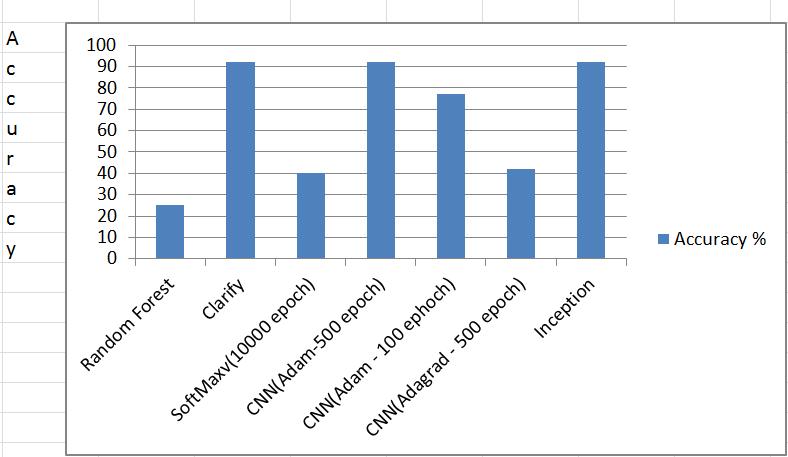 A
c
c
u
r
a
c
y
100
90
80
70
60
50
40
30
20
10
0
Random Forest
Clarify
SoftMaxv(10000 epoch)
CNN(Adam-500 epoch)
CNN(Adam - 100 ephoch)
CNN(Adagrad - 500 epoch)
Inception
Accuracy %